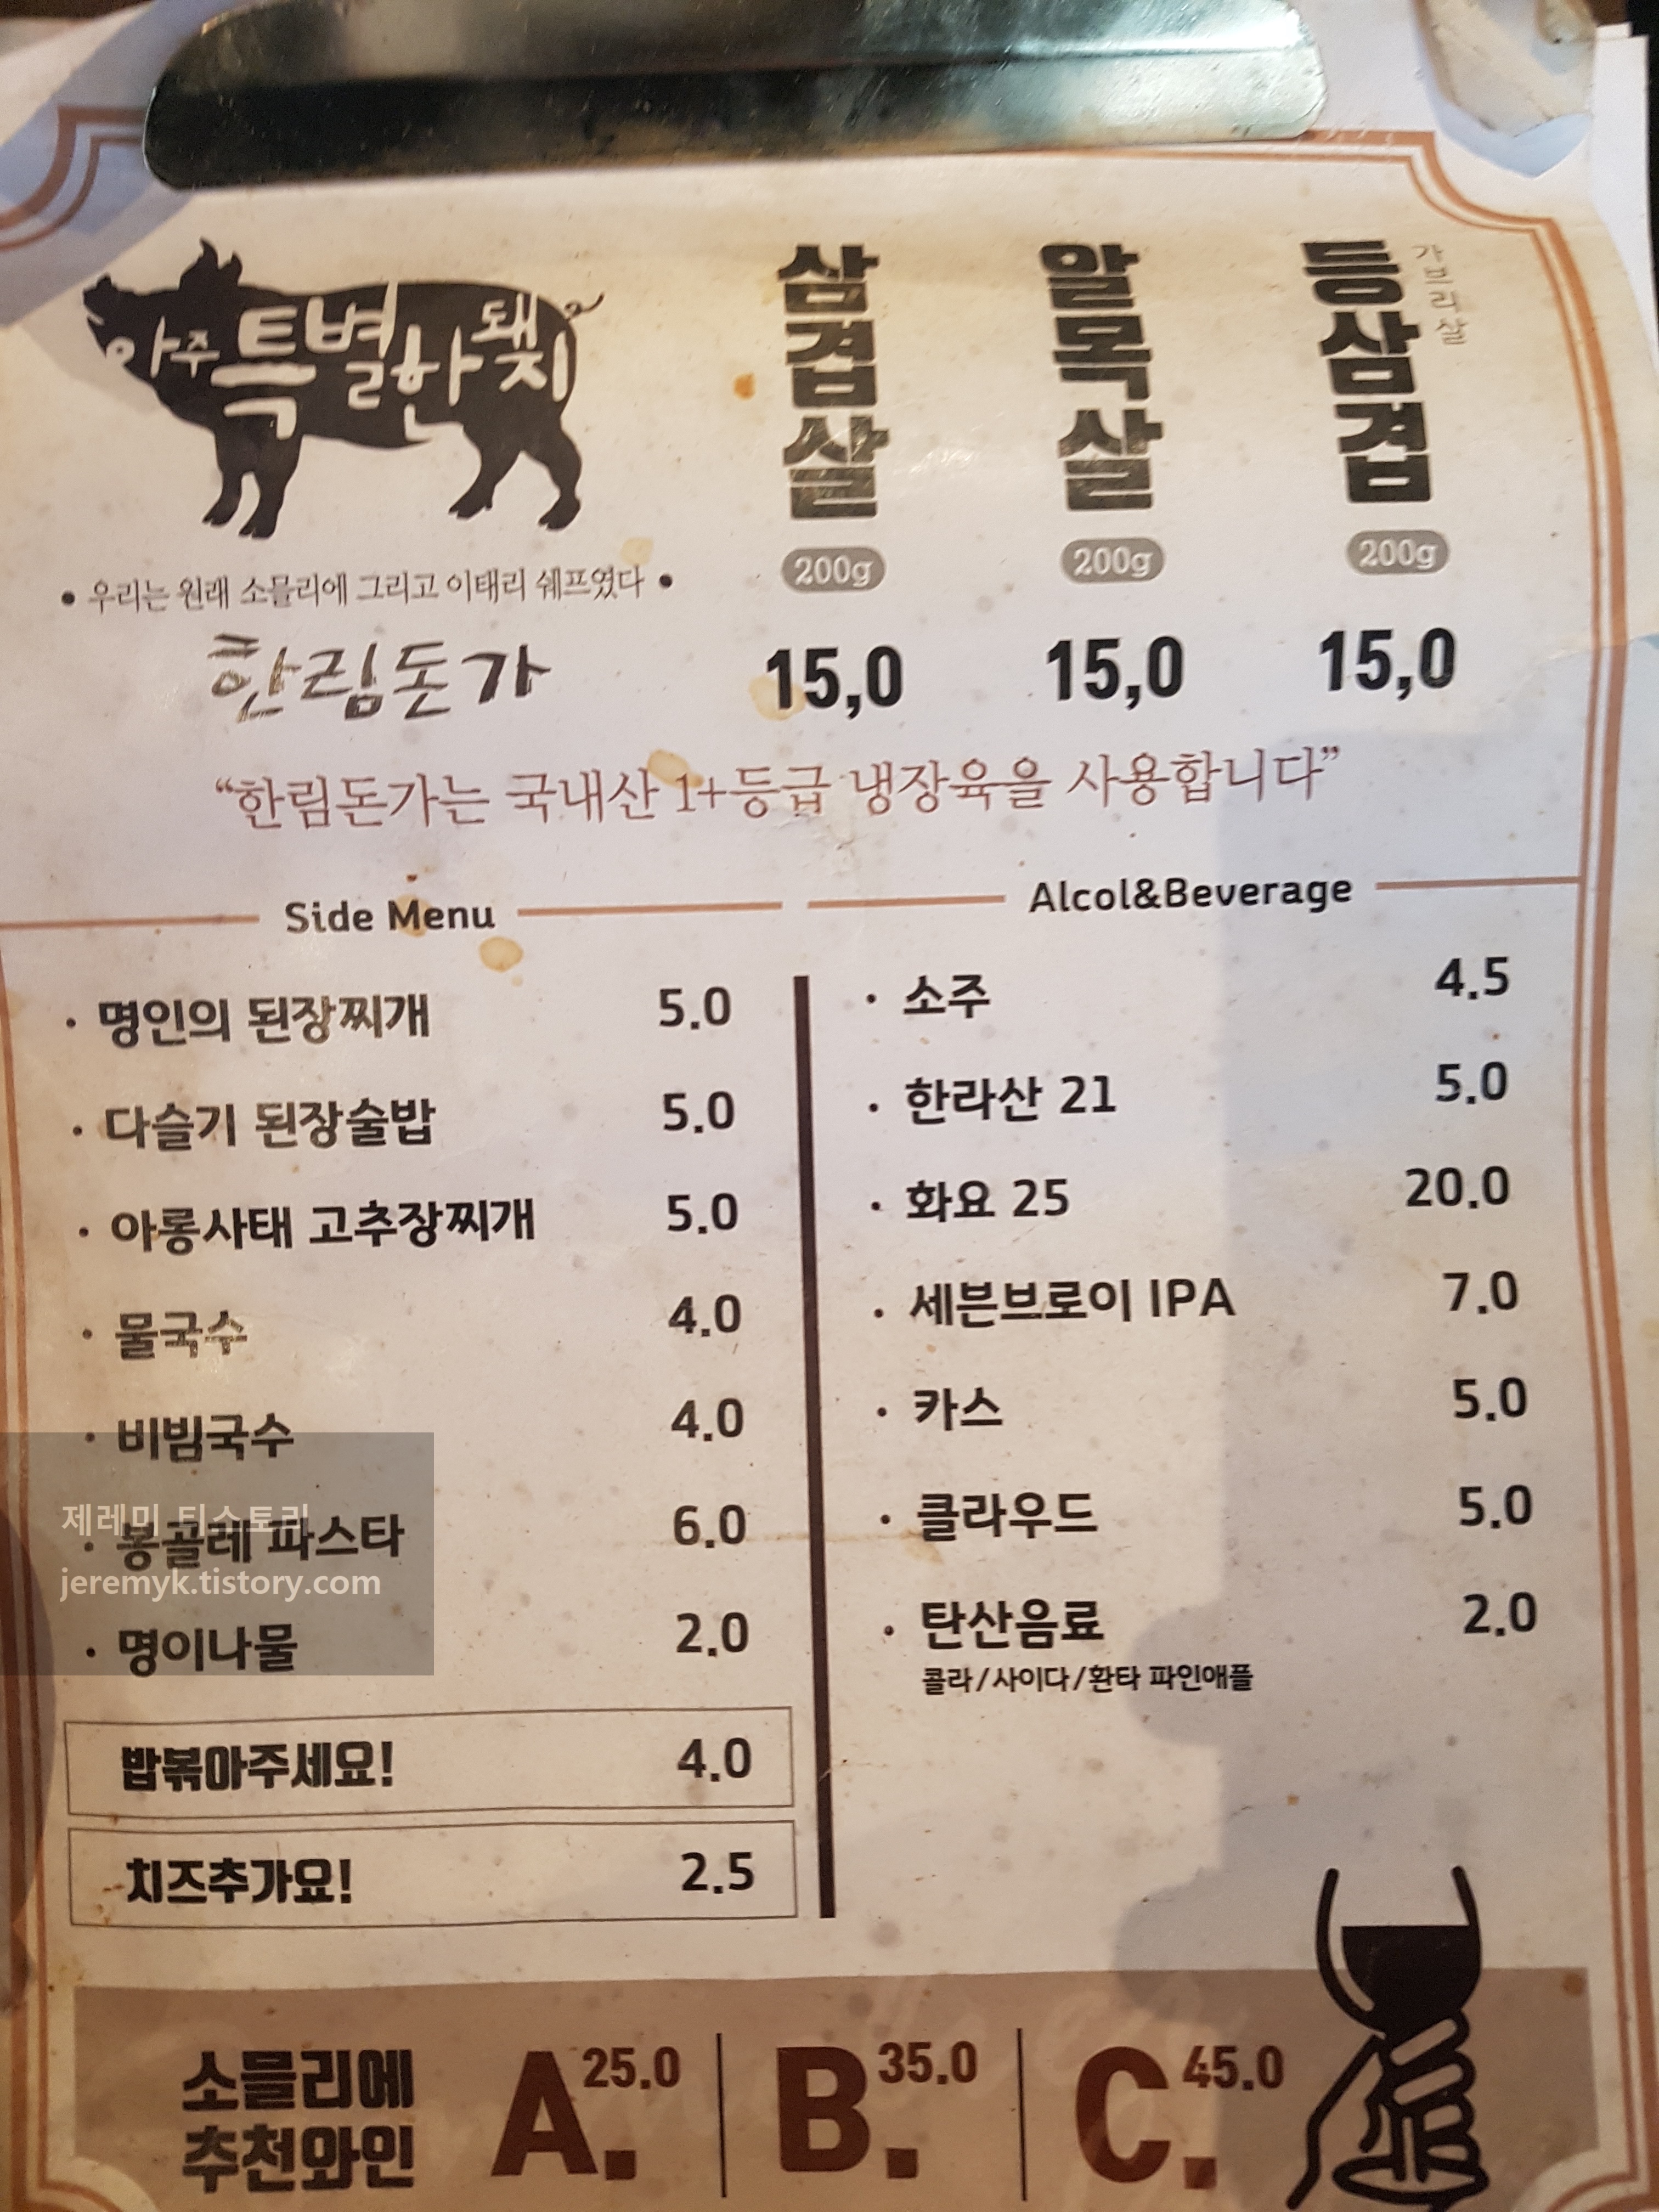 아주 특별한 돼지
• 우리는 원래 소믈리에 그리고 이태리 쉐프였다 •
한림돈가
삼겹살
200g
15,0
알목살
200g
15,0
등삼겹
가브리살
200g
15,0
“한림돈가는 국내산 1+등급 냉장육을 사용합니다”
Side Menu
· 명인의 된장찌개 5.0
· 다슬기 된장술밥 5.0
· 아롱사태 고추장찌개 5.0
· 물국수 4.0
· 비빔국수 4.0
· 봉골레 파스타 6.0
· 명이나물 2.0
밥볶아주세요! 4.0
치즈추가요! 2.5
Alcol&Beverage
· 소주 4.5
· 한라산 21 5.0
· 화요 25 20.0
· 세븐브로이 IPA 7.0
· 카스 5.0
· 클라우드 5.0
· 탄산음료 2.0
콜라/사이다/환타 파인애플
소믈리에
추천와인
A. 25.0
B. 35.0
C. 45.0
제레미 티스토리
jeremyk.tistory.com